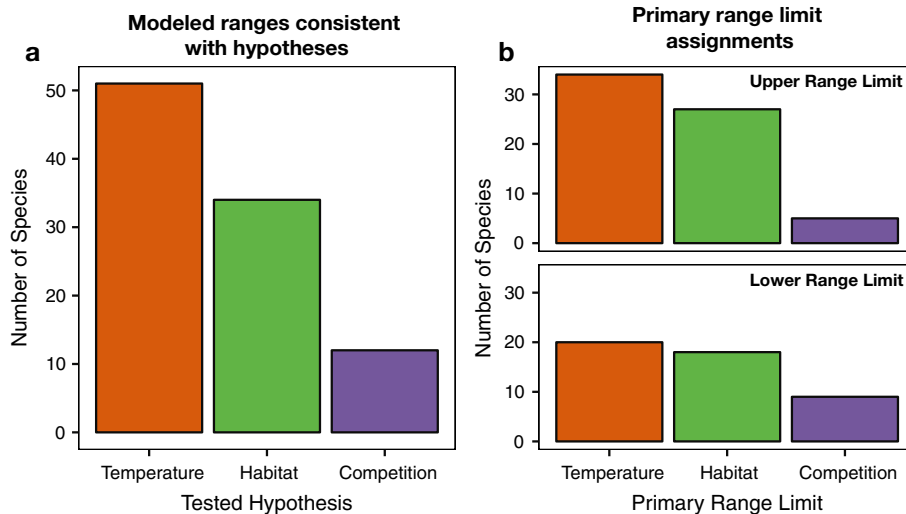 Modeled ranges consistent
with hypotheses
a
Number of Species
50
40
30
20
10
0
Temperature Habitat Competition
Tested Hypothesis
Primary range limit
assignments
b
Number of Species
Upper Range Limit
30
20
10
0
Lower Range Limit
30
20
10
0
Temperature Habitat Competition
Primary Range Limit